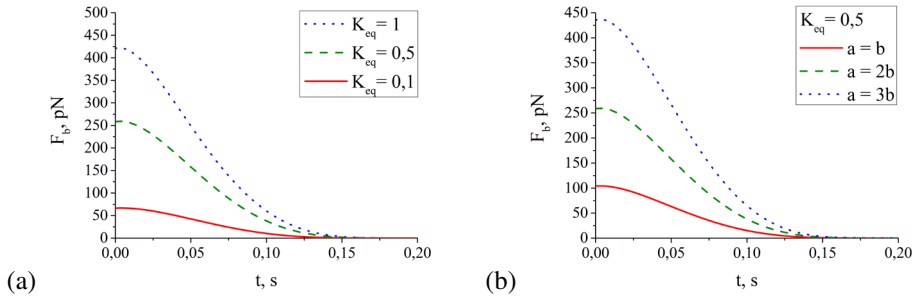 500
450
400
350
300
250
200
150
100
50
0
F_b, pN
0,00 0,05 0,10 0,15 0,20
t, s
K_eq = 1
K_eq = 0,5
K_eq = 0,1
(a)
450
400
350
300
250
200
150
100
50
0
F_b, pN
0,00 0,05 0,10 0,15 0,20
t, s
K_eq = 0,5
a = b
a = 2b
a = 3b
(b)